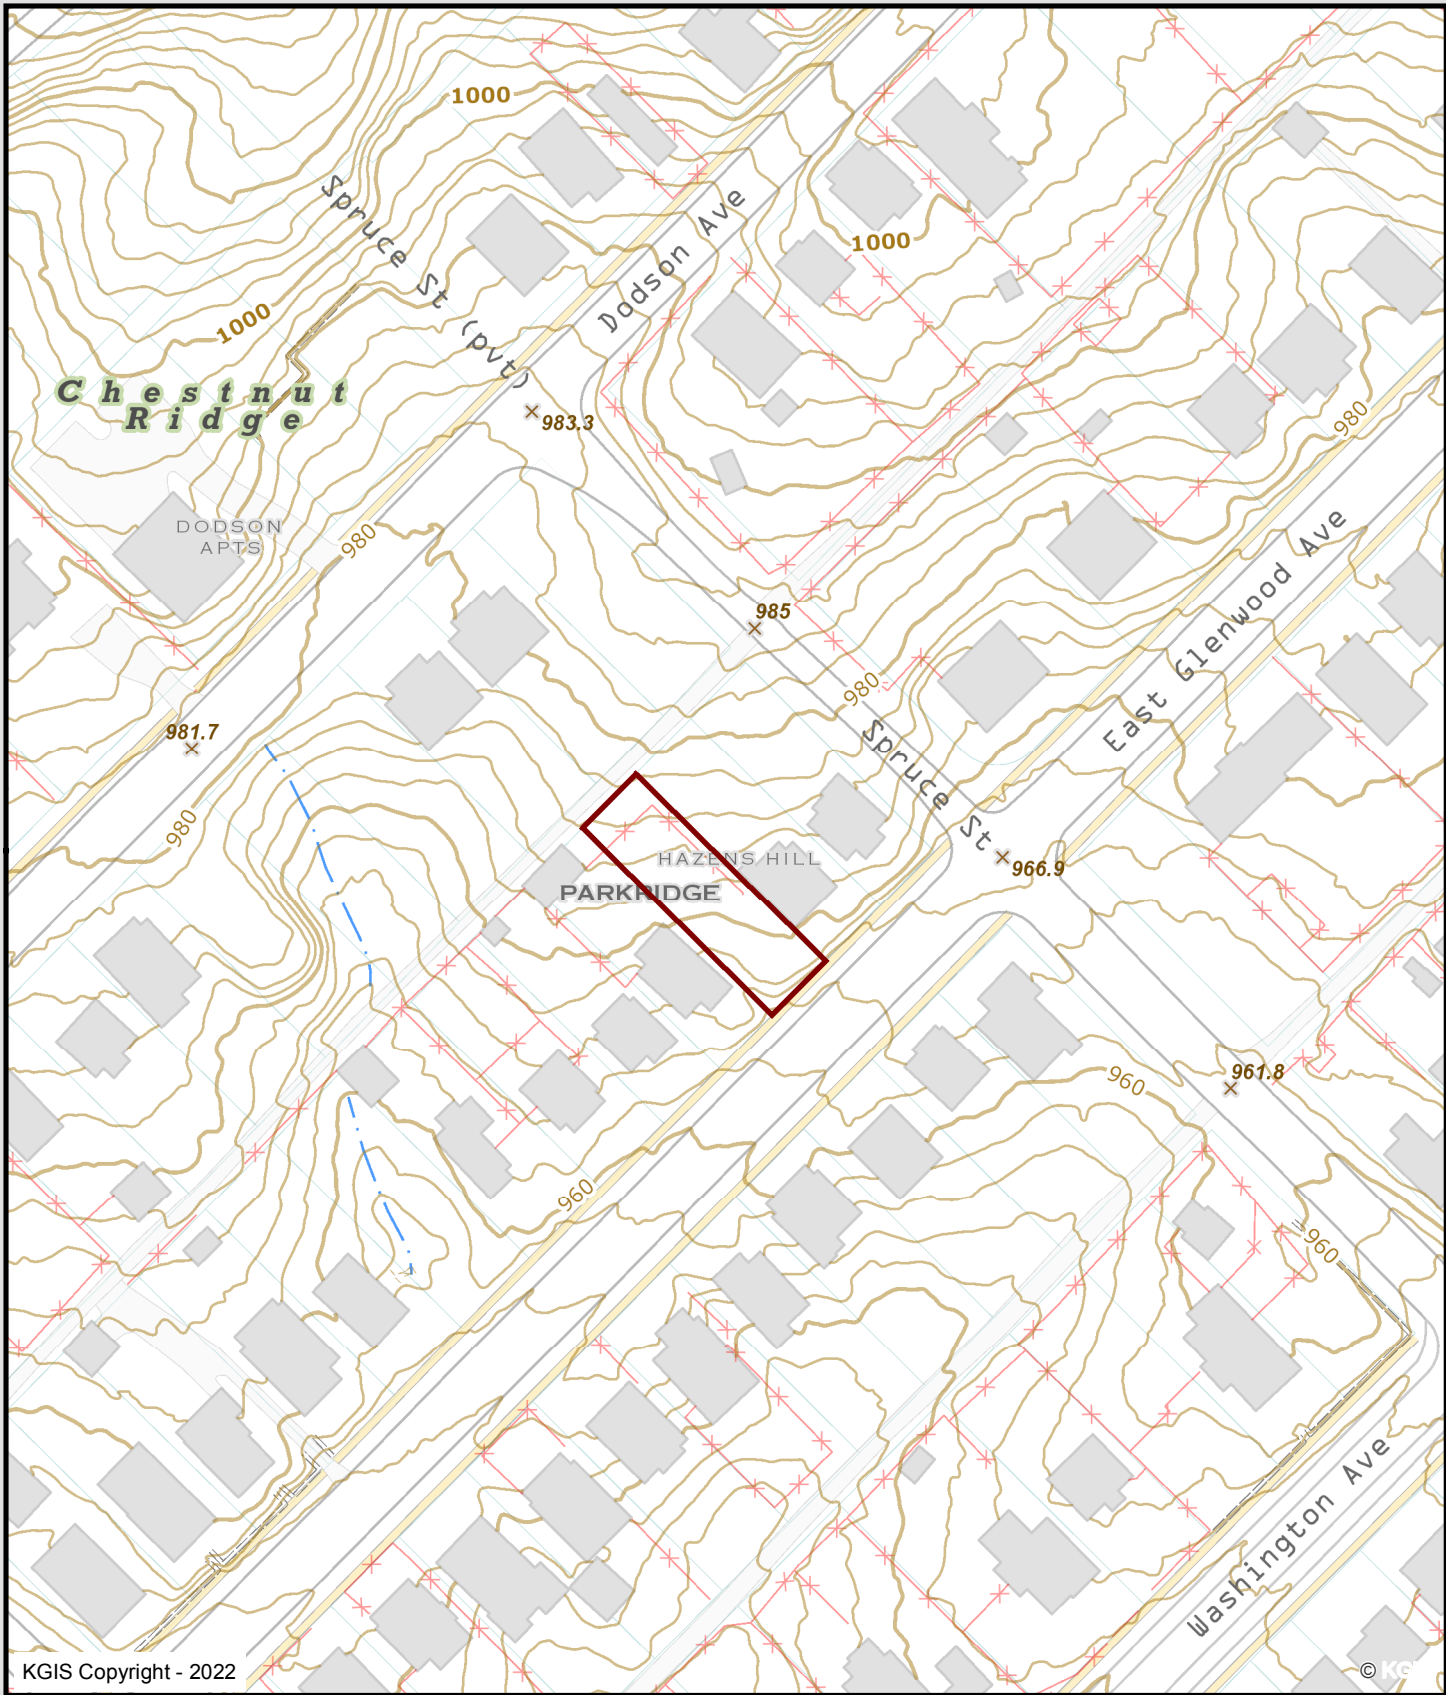 1000
Spruce St (pvt)
Dodson Ave
1000
1000
Chestnut
Ridge
983.3
980
980
DODSON
APTS
East Glenwood Ave
985
980
Spruce St
981.7
980
HAZENS HILL
PARKRIDGE
966.9
961.8
960
960
960
Washington Ave
KGIS Copyright - 2022
© KG